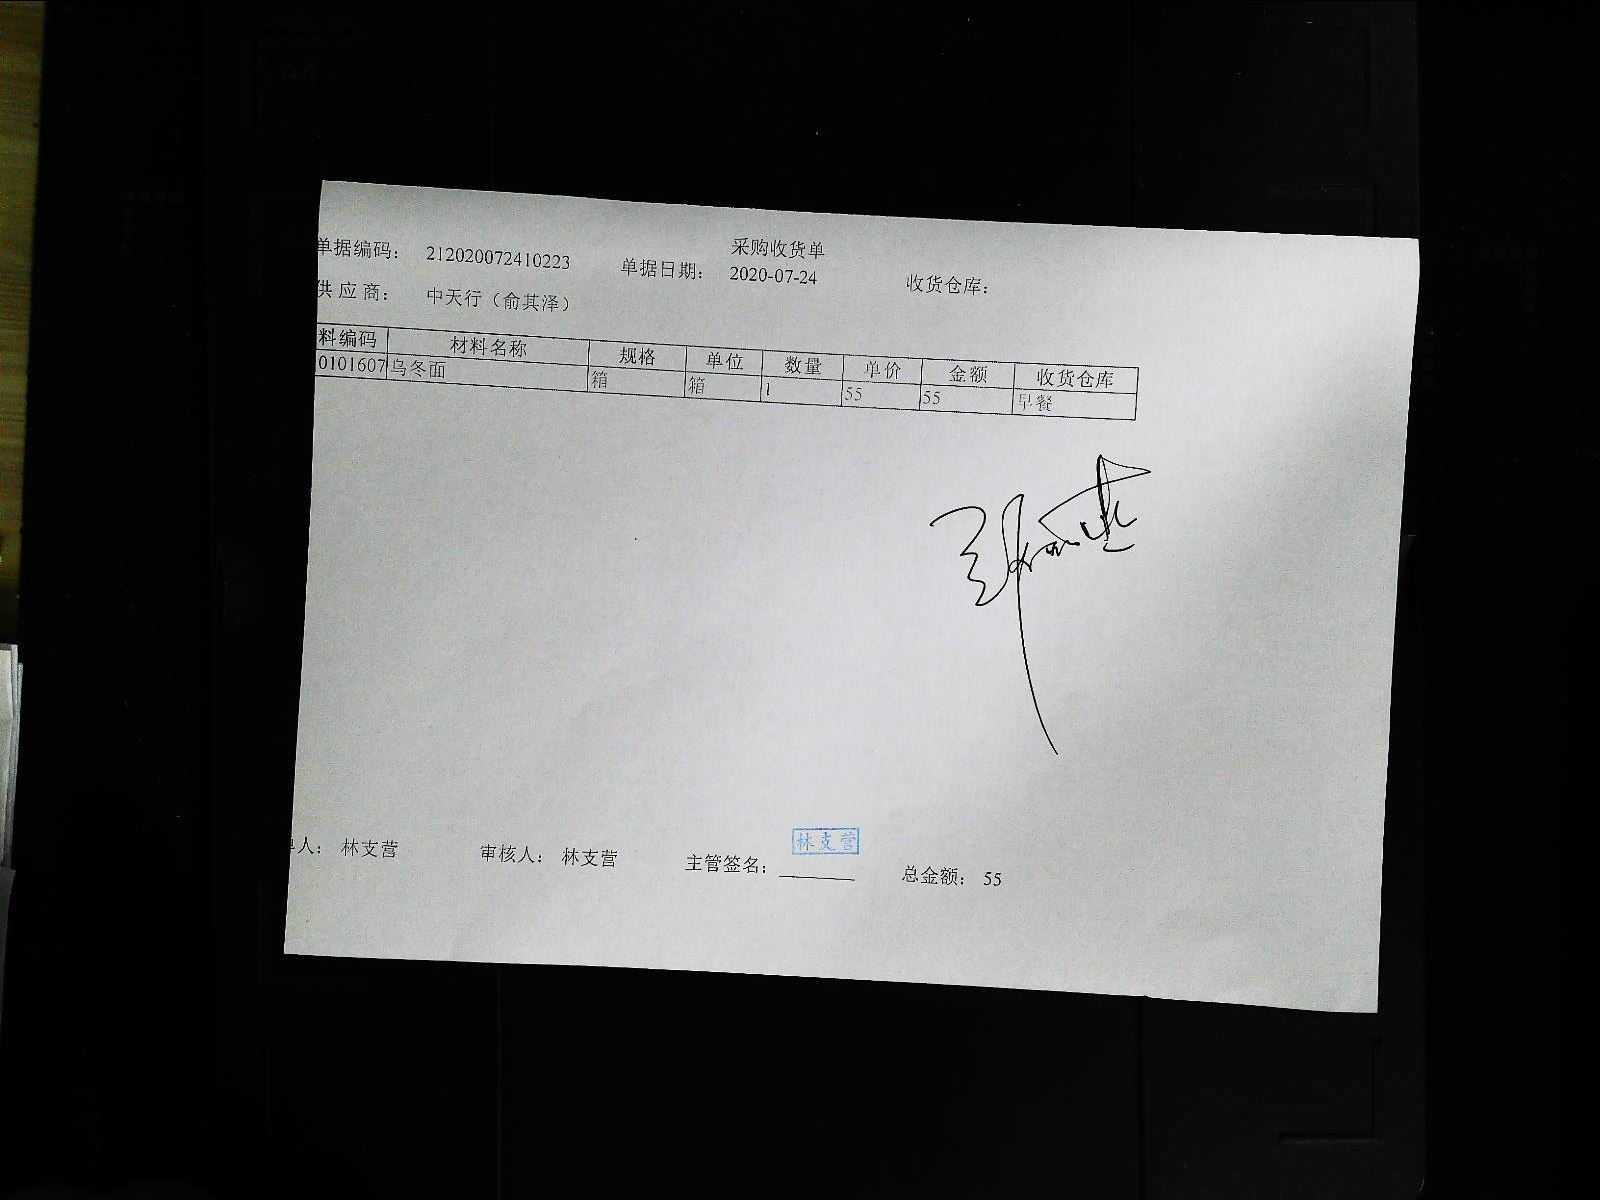 采购收货单
单据编码： 212020072410223 单据日期： 2020-07-24 收货仓库：
供应商： 中天行（俞其泽）
料编码 材料名称 规格 单位 数量 单价 金额 收货仓库
0101607 乌冬面 箱 箱 1 55 55 早餐
林支营
单人： 林支营 审核人： 林支营 主管签名： 总金额： 55